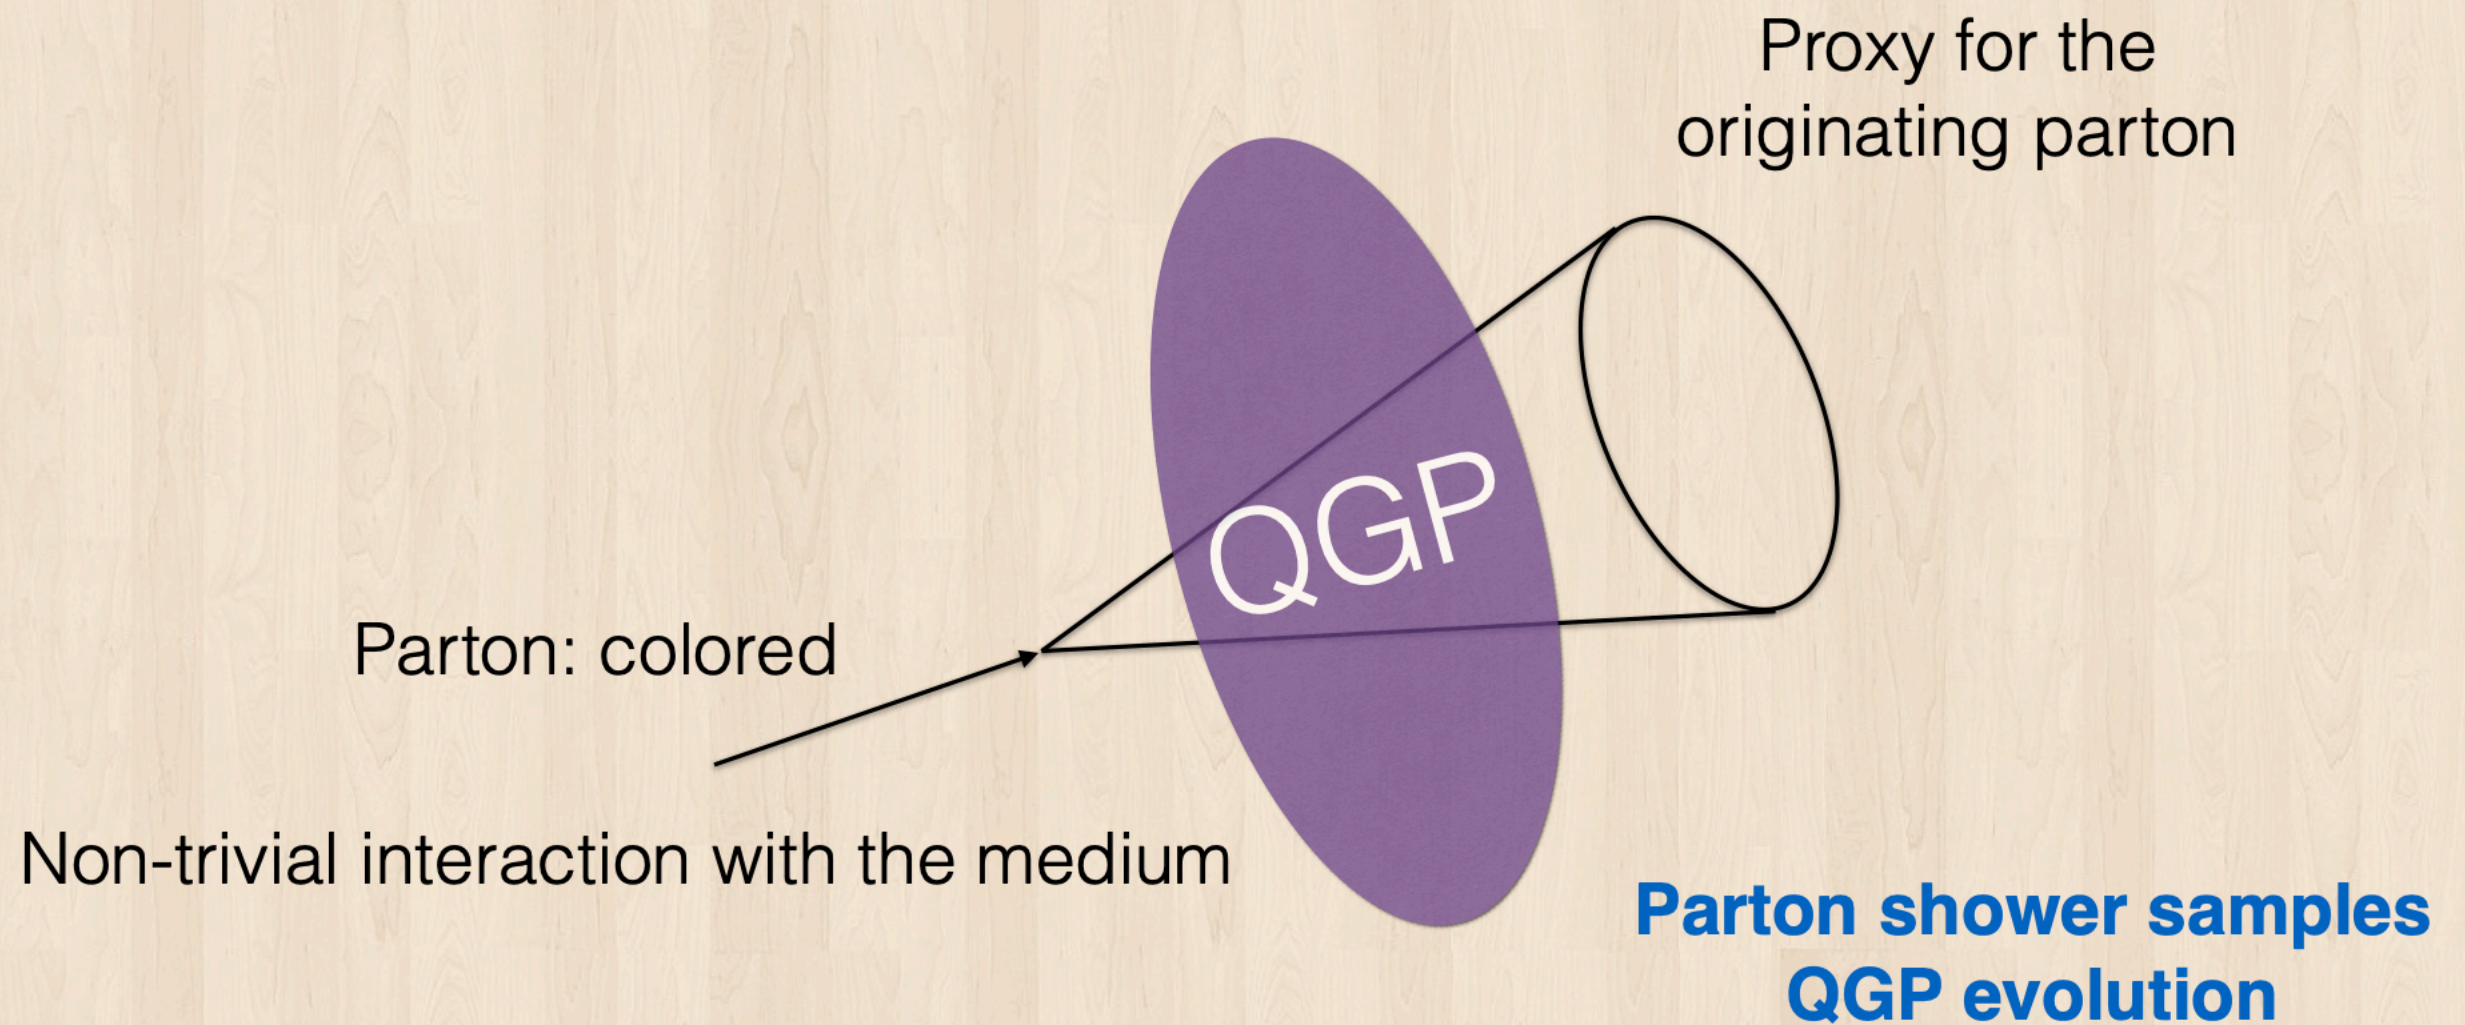 Proxy for the
originating parton
QGP
Parton: colored
Non-trivial interaction with the medium
Parton shower samples
QGP evolution